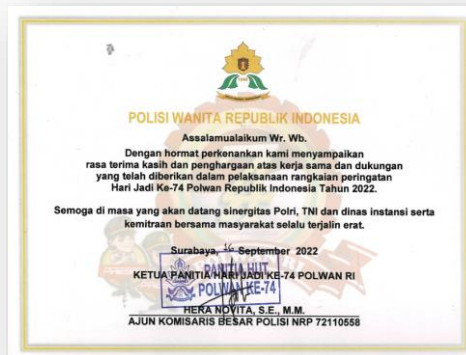 POLISI WANITA REPUBLIK INDONESIA
Assalamualaikum Wr. Wb.
Dengan hormat perkenankan kami menyampaikan
rasa terima kasih dan penghargaan atas kerja sama dan dukungan
yang telah diberikan dalam pelaksanaan rangkaian peringatan
Hari Jadi Ke-74 Polwan Republik Indonesia Tahun 2022.
Semoga di masa yang akan datang sinergitas Polri, TNI dan dinas instansi serta
kemitraan bersama masyarakat selalu terjalin erat.
Surabaya, 16 September 2022
KETUA PANITIA HARI JADI KE-74 POLWAN RI
PANITIA HUT
POLWAN KE-74
HERA NOVITA, S.E., M.M.
AJUN KOMISARIS BESAR POLISI NRP 72110558